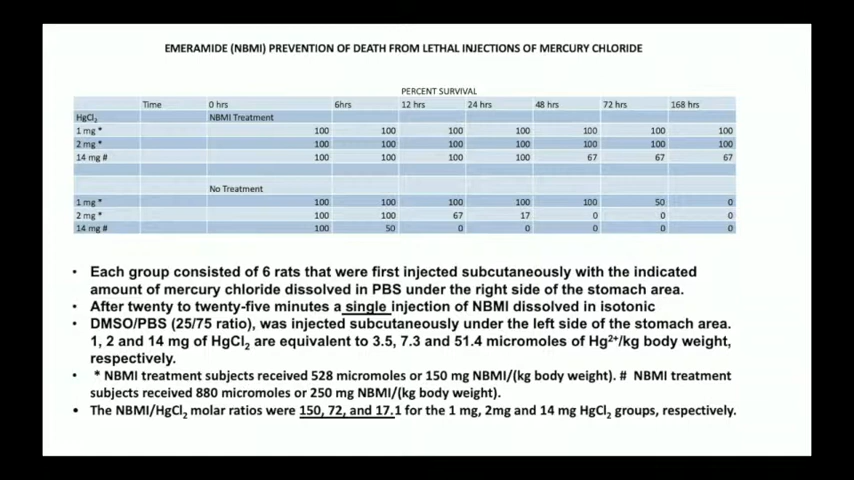 EMERAMIDE (NBMI) PREVENTION OF DEATH FROM LETHAL INJECTIONS OF MERCURY CHLORIDE
PERCENT SURVIVAL
Time 0 hrs 6hrs 12 hrs 24 hrs 48 hrs 72 hrs 168 hrs
HgCl₂ NBMI Treatment
1 mg * 100 100 100 100 100 100 100
2 mg * 100 100 100 100 100 100 100
14 mg # 100 100 100 100 67 67 67
No Treatment
1 mg * 100 100 100 100 100 50 0
2 mg * 100 100 67 17 0 0 0
14 mg # 100 50 0 0 0 0 0
• Each group consisted of 6 rats that were first injected subcutaneously with the indicated
amount of mercury chloride dissolved in PBS under the right side of the stomach area.
• After twenty to twenty-five minutes a single injection of NBMI dissolved in isotonic
• DMSO/PBS (25/75 ratio), was injected subcutaneously under the left side of the stomach area.
1, 2 and 14 mg of HgCl₂ are equivalent to 3.5, 7.3 and 51.4 micromoles of Hg²⁺/kg body weight,
respectively.
• * NBMI treatment subjects received 528 micromoles or 150 mg NBMI/(kg body weight). # NBMI treatment
subjects received 880 micromoles or 250 mg NBMI/(kg body weight).
• The NBMI/HgCl₂ molar ratios were 150, 72, and 17.1 for the 1 mg, 2mg and 14 mg HgCl₂ groups, respectively.